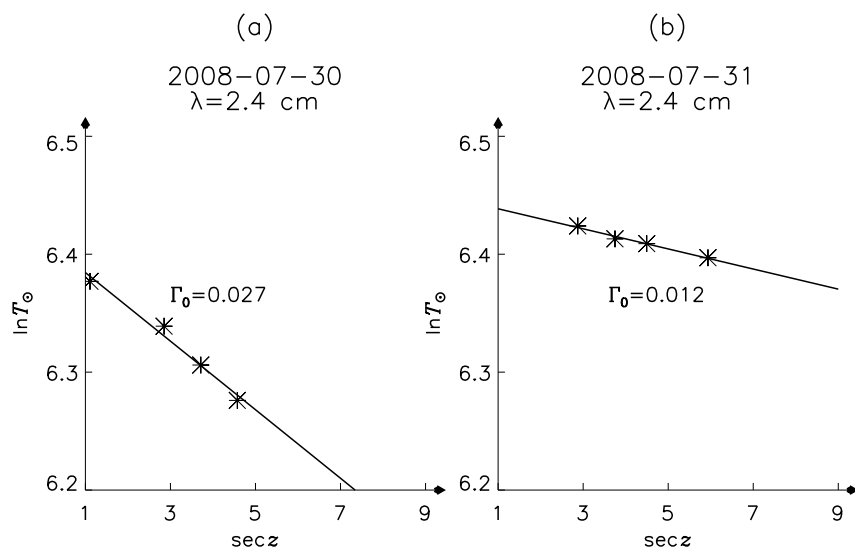 (a)
2008-07-30
λ=2.4 cm
6.5
6.4
6.3
6.2
lnT⊙
Γ₀=0.027
1 3 5 7 9
secz
(b)
2008-07-31
λ=2.4 cm
6.5
6.4
6.3
6.2
lnT⊙
Γ₀=0.012
1 3 5 7 9
secz